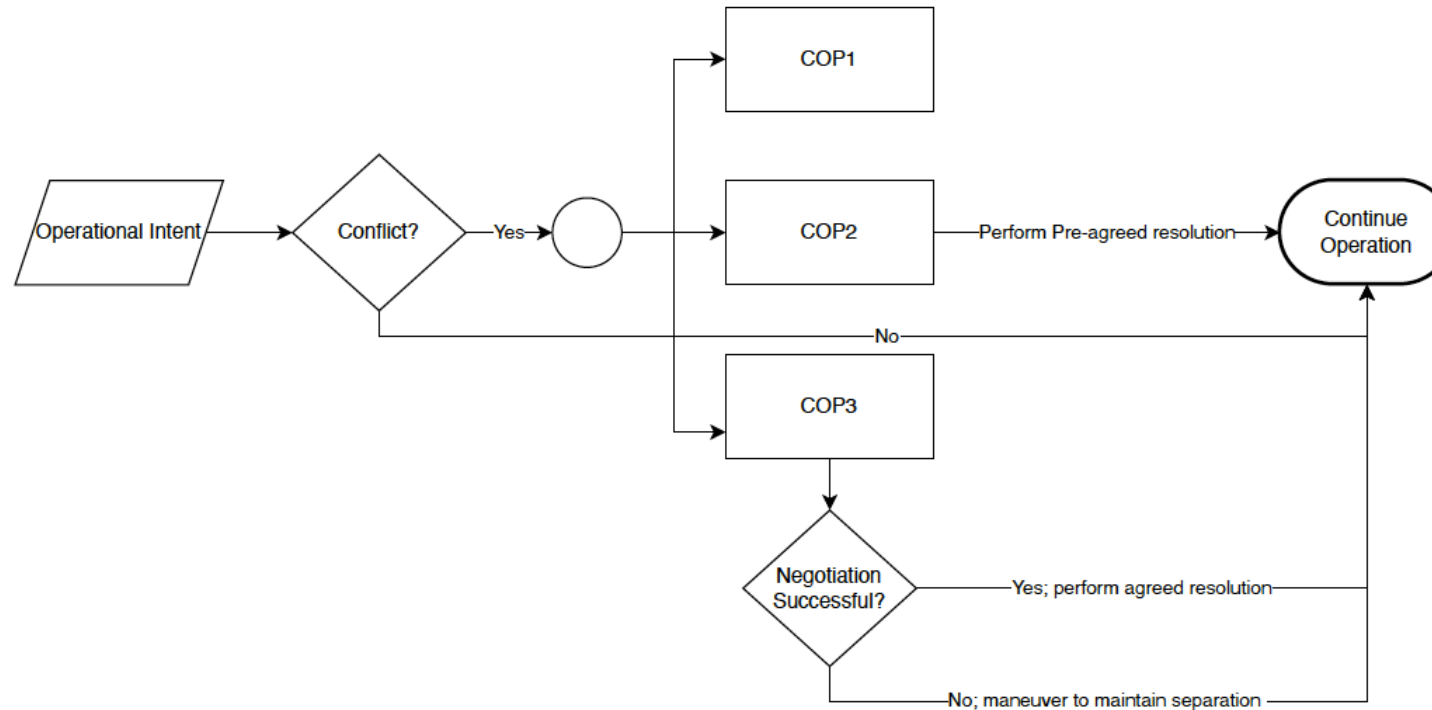 COP1
Operational Intent
Conflict?
Yes
COP2
Perform Pre-agreed resolution
Continue
Operation
No
COP3
Negotiation
Successful?
Yes; perform agreed resolution
No; maneuver to maintain separation